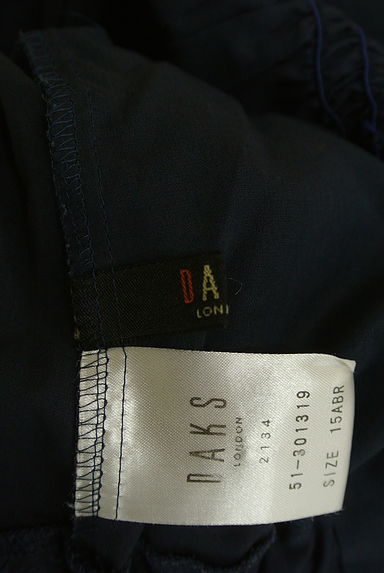 DA
LON
DAKS
LONDON
2134
51-301319
SIZE 15ABR